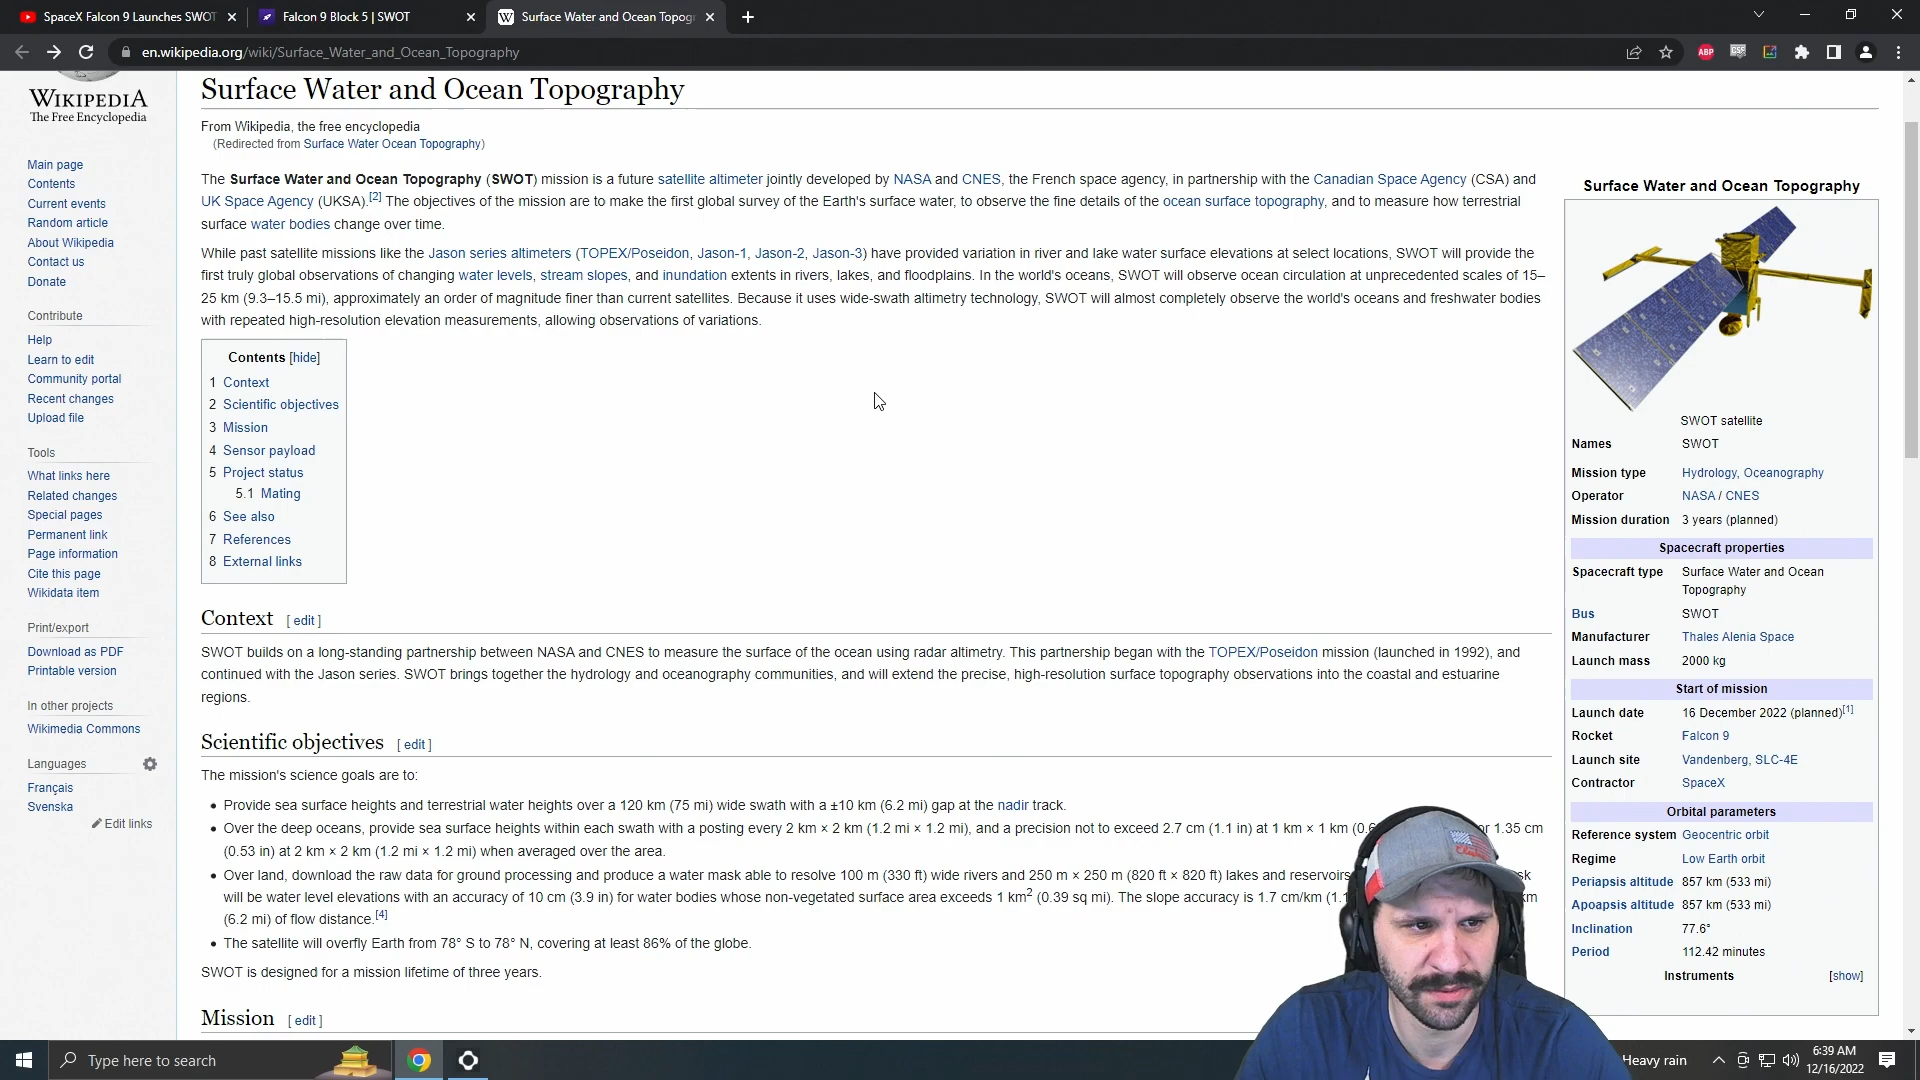 SpaceX Falcon 9 Launches SWOT
Falcon 9 Block 5 | SWOT
Surface Water and Ocean Topogr
en.wikipedia.org/wiki/Surface_Water_and_Ocean_Topography
ABP
WIKIPEDIA
The Free Encyclopedia
Main page
Contents
Current events
Random article
About Wikipedia
Contact us
Donate
Contribute
Help
Learn to edit
Community portal
Recent changes
Upload file
Tools
What links here
Related changes
Special pages
Permanent link
Page information
Cite this page
Wikidata item
Print/export
Download as PDF
Printable version
In other projects
Wikimedia Commons
Languages
Français
Svenska
Edit links
Surface Water and Ocean Topography
From Wikipedia, the free encyclopedia
(Redirected from Surface Water Ocean Topography)
The Surface Water and Ocean Topography (SWOT) mission is a future satellite altimeter jointly developed by NASA and CNES, the French space agency, in partnership with the Canadian Space Agency (CSA) and
UK Space Agency (UKSA).[2] The objectives of the mission are to make the first global survey of the Earth's surface water, to observe the fine details of the ocean surface topography, and to measure how terrestrial
surface water bodies change over time.
While past satellite missions like the Jason series altimeters (TOPEX/Poseidon, Jason-1, Jason-2, Jason-3) have provided variation in river and lake water surface elevations at select locations, SWOT will provide the
first truly global observations of changing water levels, stream slopes, and inundation extents in rivers, lakes, and floodplains. In the world's oceans, SWOT will observe ocean circulation at unprecedented scales of 15–
25 km (9.3–15.5 mi), approximately an order of magnitude finer than current satellites. Because it uses wide-swath altimetry technology, SWOT will almost completely observe the world's oceans and freshwater bodies
with repeated high-resolution elevation measurements, allowing observations of variations.
Contents [hide]
1 Context
2 Scientific objectives
3 Mission
4 Sensor payload
5 Project status
5.1 Mating
6 See also
7 References
8 External links
Context [ edit ]
SWOT builds on a long-standing partnership between NASA and CNES to measure the surface of the ocean using radar altimetry. This partnership began with the TOPEX/Poseidon mission (launched in 1992), and
continued with the Jason series. SWOT brings together the hydrology and oceanography communities, and will extend the precise, high-resolution surface topography observations into the coastal and estuarine
regions.
Scientific objectives [ edit ]
The mission's science goals are to:
• Provide sea surface heights and terrestrial water heights over a 120 km (75 mi) wide swath with a ±10 km (6.2 mi) gap at the nadir track.
• Over the deep oceans, provide sea surface heights within each swath with a posting every 2 km × 2 km (1.2 mi × 1.2 mi), and a precision not to exceed 2.7 cm (1.1 in) at 1 km × 1 km (0.6 r 1.35 cm
(0.53 in) at 2 km × 2 km (1.2 mi × 1.2 mi) when averaged over the area.
• Over land, download the raw data for ground processing and produce a water mask able to resolve 100 m (330 ft) wide rivers and 250 m × 250 m (820 ft × 820 ft) lakes and reservoirs sk
will be water level elevations with an accuracy of 10 cm (3.9 in) for water bodies whose non-vegetated surface area exceeds 1 km2 (0.39 sq mi). The slope accuracy is 1.7 cm/km (1.1 km
(6.2 mi) of flow distance.[4]
• The satellite will overfly Earth from 78° S to 78° N, covering at least 86% of the globe.
SWOT is designed for a mission lifetime of three years.
Mission [ edit ]
Surface Water and Ocean Topography
SWOT satellite
Names SWOT
Mission type Hydrology, Oceanography
Operator NASA / CNES
Mission duration 3 years (planned)
Spacecraft properties
Spacecraft type Surface Water and Ocean
Topography
Bus SWOT
Manufacturer Thales Alenia Space
Launch mass 2000 kg
Start of mission
Launch date 16 December 2022 (planned)[1]
Rocket Falcon 9
Launch site Vandenberg, SLC-4E
Contractor SpaceX
Orbital parameters
Reference system Geocentric orbit
Regime Low Earth orbit
Periapsis altitude 857 km (533 mi)
Apoapsis altitude 857 km (533 mi)
Inclination 77.6°
Period 112.42 minutes
Instruments [show]
Type here to search
Heavy rain
6:39 AM
12/16/2022